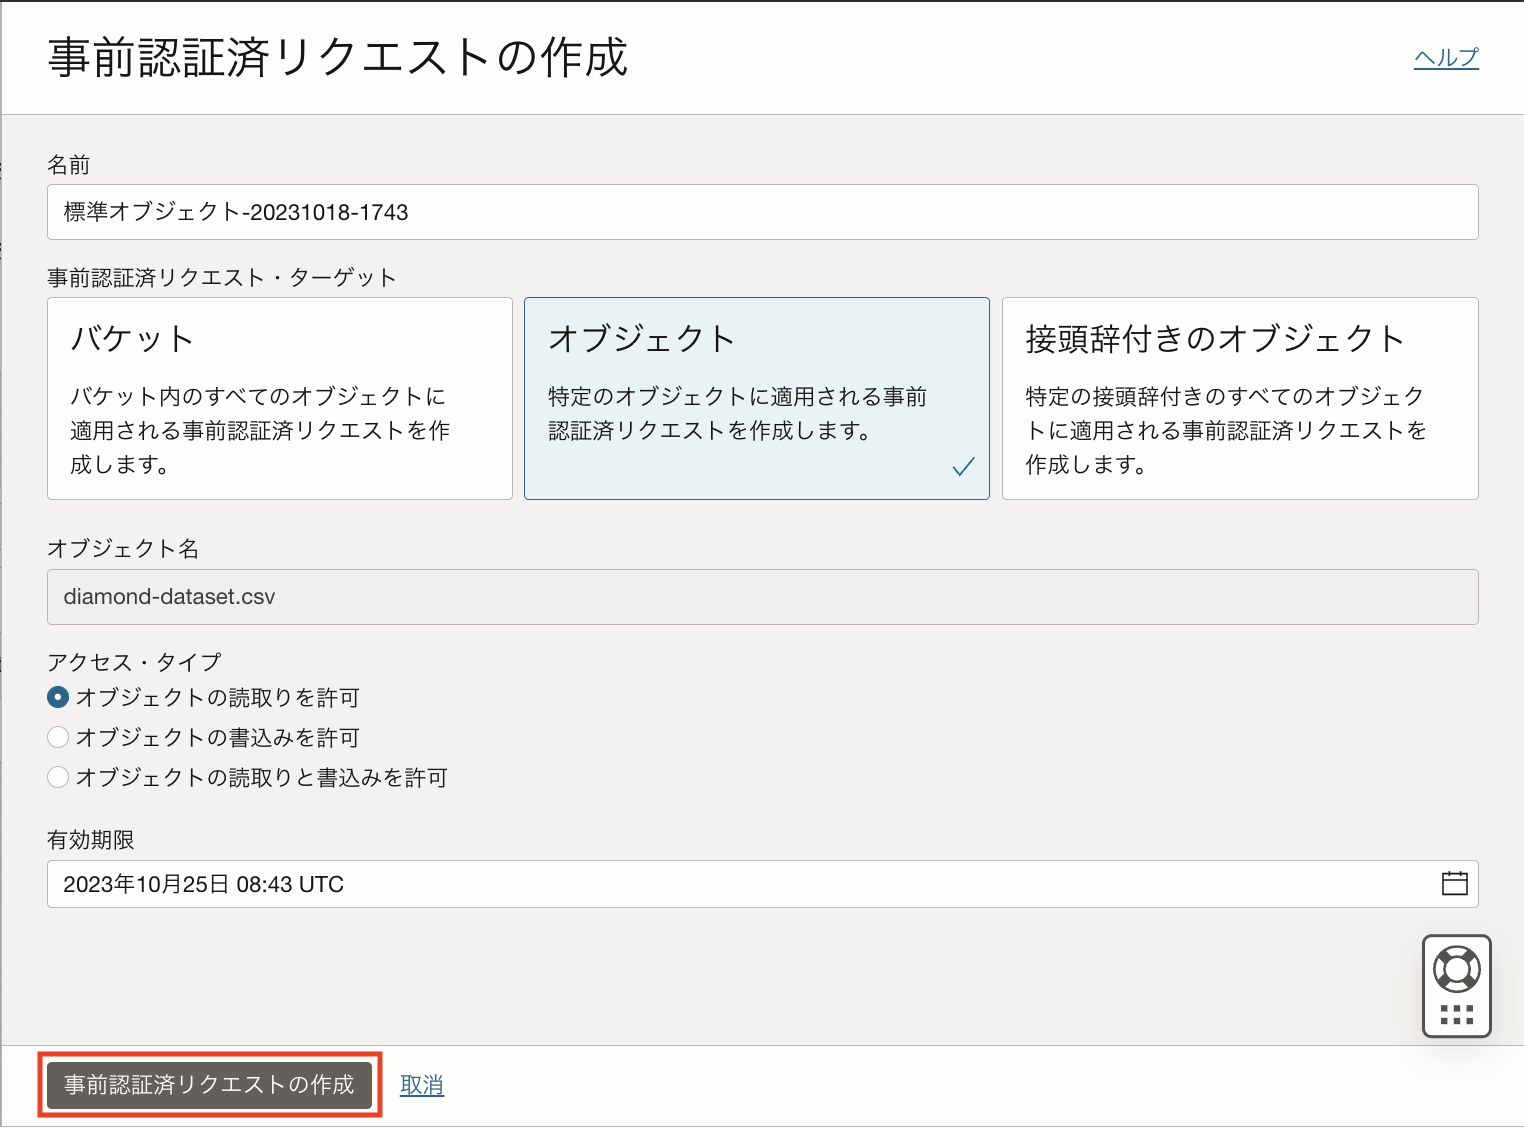 事前認証済リクエストの作成
ヘルプ
名前
標準オブジェクト-20231018-1743
事前認証済リクエスト・ターゲット
バケット
バケット内のすべてのオブジェクトに
適用される事前認証済リクエストを作
成します。
オブジェクト
特定のオブジェクトに適用される事前
認証済リクエストを作成します。
接頭辞付きのオブジェクト
特定の接頭辞付きのすべてのオブジェク
トに適用される事前認証済リクエストを
作成します。
オブジェクト名
diamond-dataset.csv
アクセス・タイプ
オブジェクトの読取りを許可
オブジェクトの書込みを許可
オブジェクトの読取りと書込みを許可
有効期限
2023年10月25日 08:43 UTC
事前認証済リクエストの作成
取消